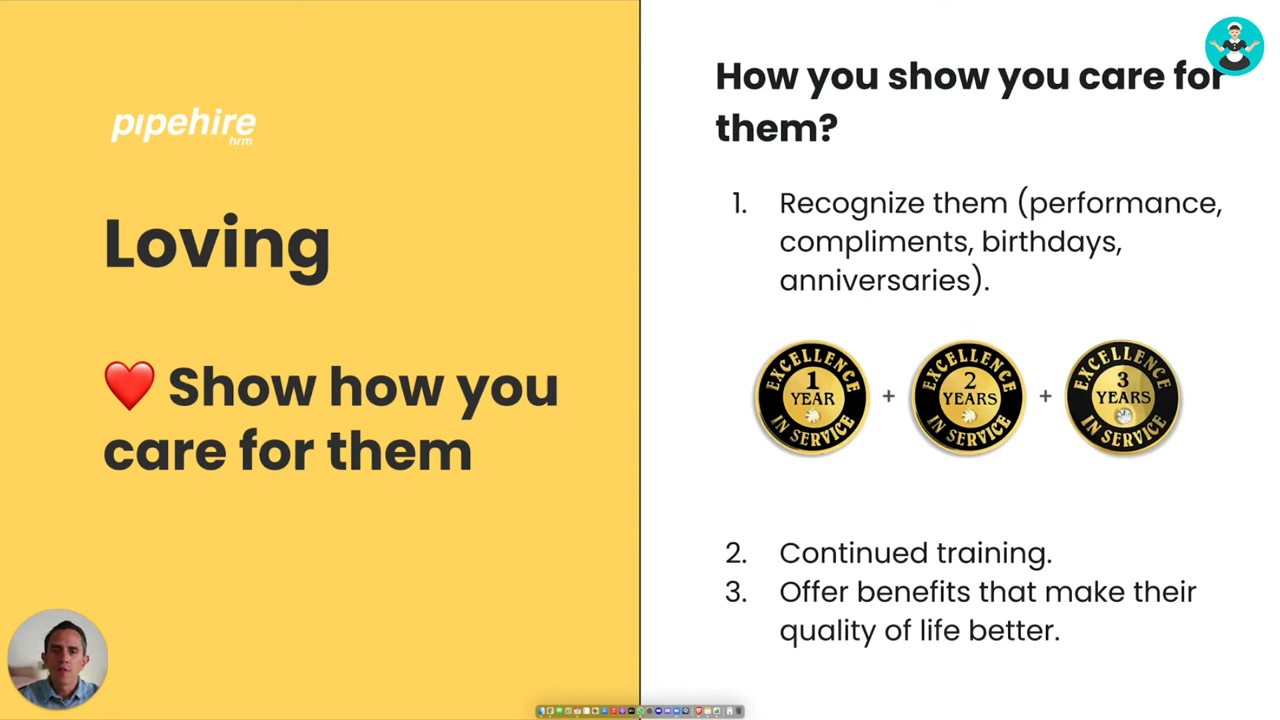 pipehire
hrm
Loving
❤️ Show how you
care for them
How you show you care for
them?
1. Recognize them (performance,
compliments, birthdays,
anniversaries).
EXCELLENCE
1
YEAR
IN SERVICE
+
EXCELLENCE
2
YEARS
IN SERVICE
+
EXCELLENCE
3
YEARS
IN SERVICE
2. Continued training.
3. Offer benefits that make their
quality of life better.